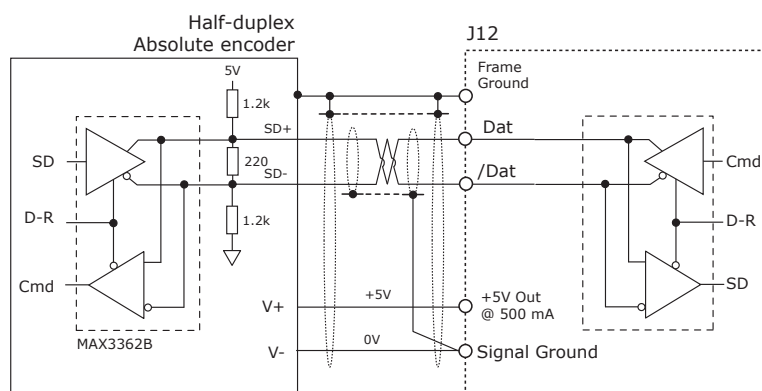 Half-duplex
Absolute encoder
J12
5V
Frame
Ground
1.2k
SD+
Dat
SD
220
Cmd
SD-
/Dat
D-R
1.2k
D-R
Cmd
SD
V+
+5V
+5V Out
@ 500 mA
MAX3362B
V-
0V
Signal Ground